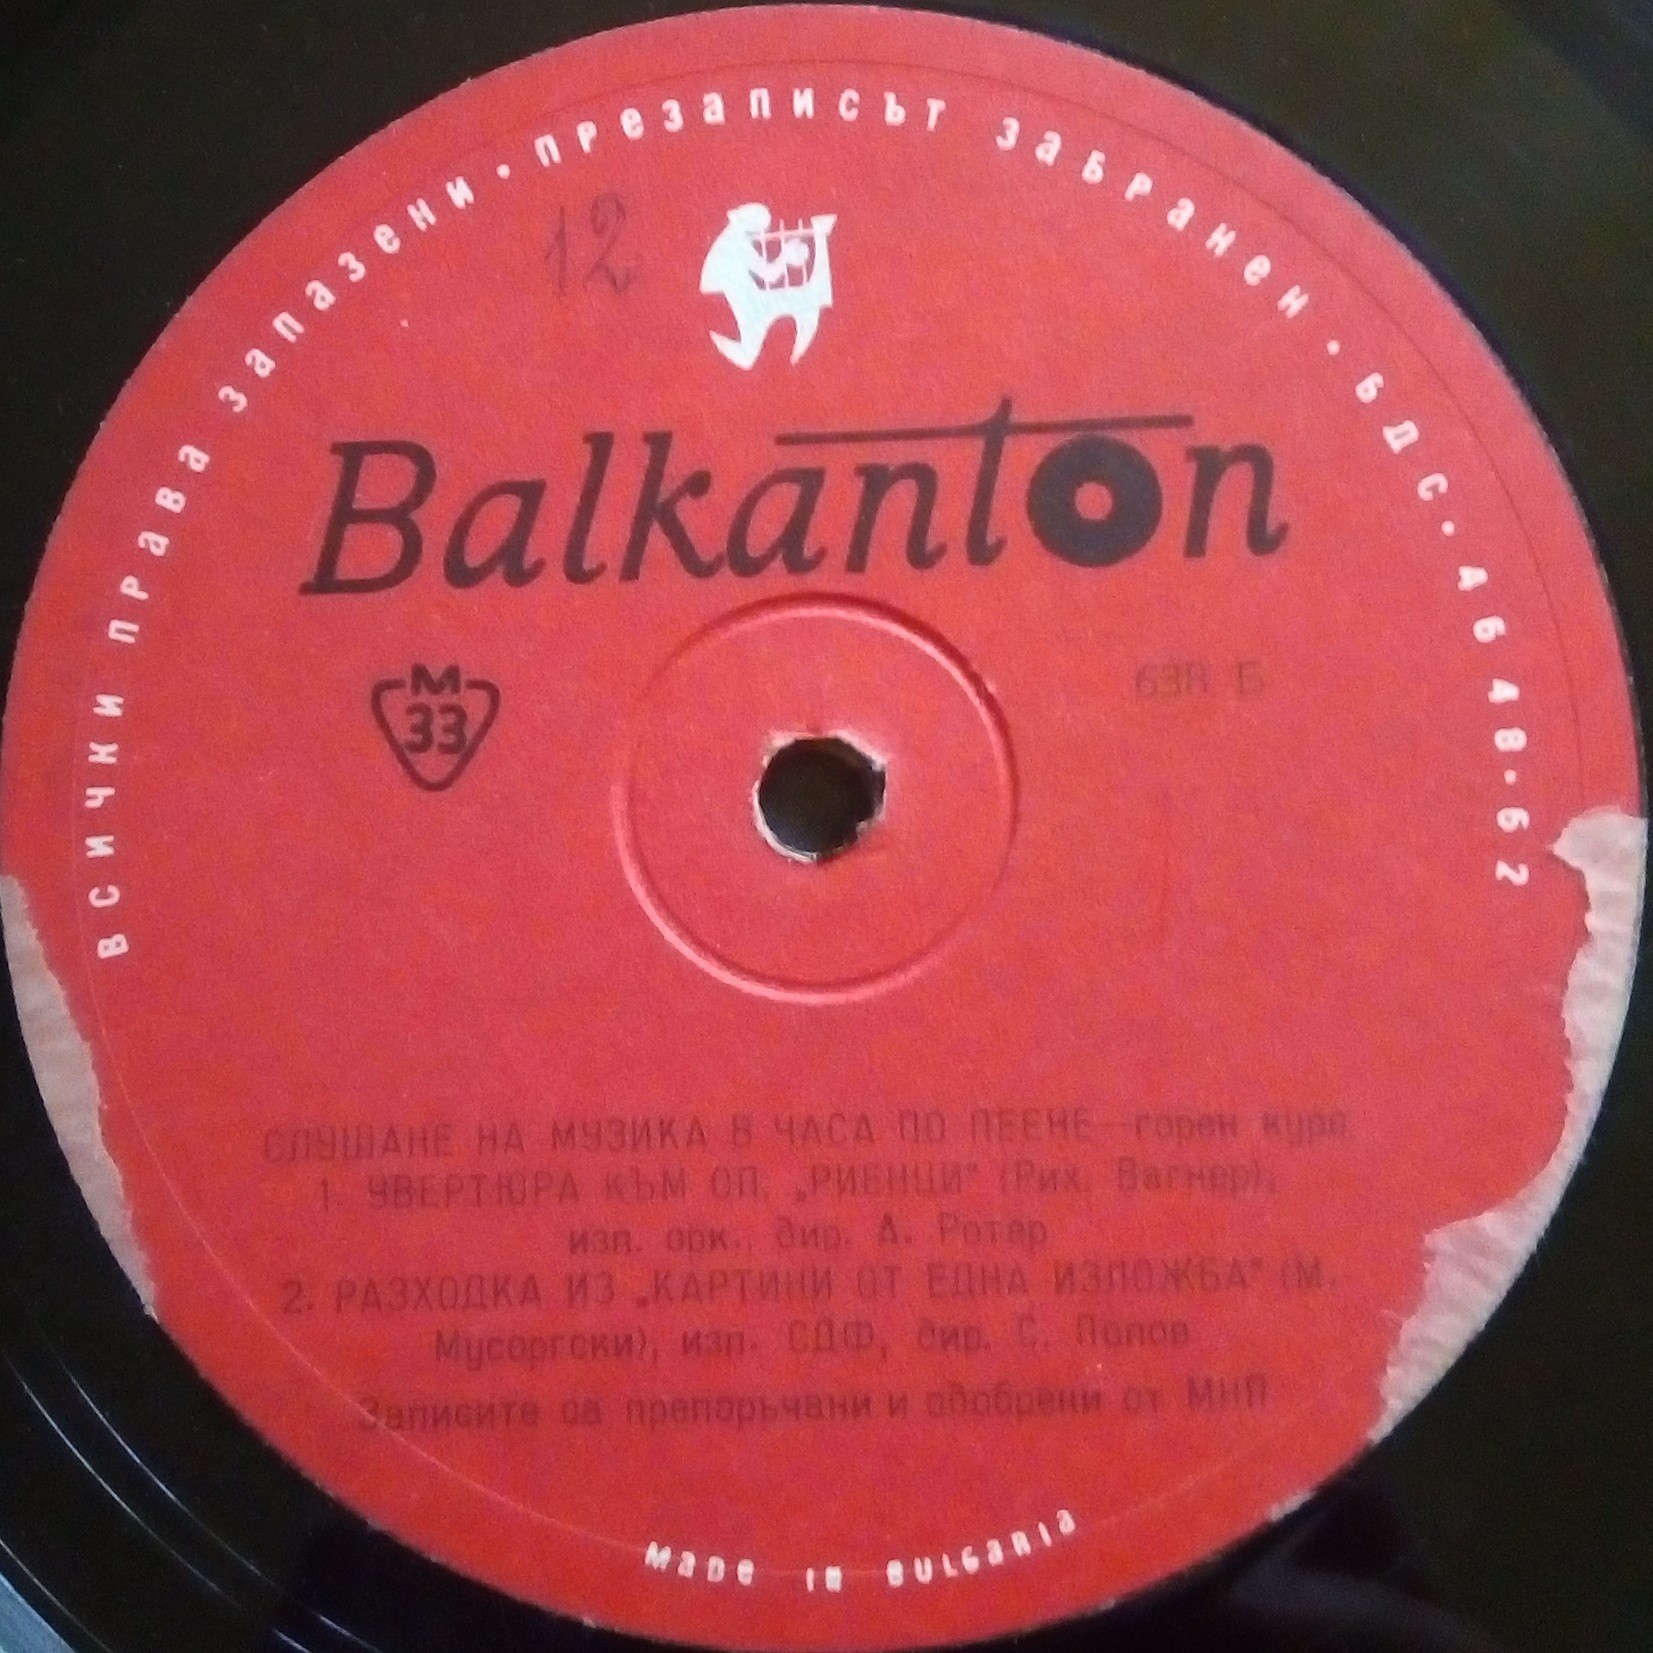 всички права запазени · презаписът забранен · БДС · АБ 48-62
12
Balkanton
М
33
СЛУШАНЕ НА МУЗИКА В ЧАСА ПО ПЕЕНЕ—горен курс
1. УВЕРТЮРА КЪМ ОП. „РИЕНЦИ" (Рих. Вагнер),
изп. орк., дир. А. Ротер
2. РАЗХОДКА ИЗ „КАРТИНИ ОТ ЕДНА ИЗЛОЖБА" (М.
Мусоргски), изп. СДФ, дир. С. Попов
Записите са препоръчани и одобрени от МНП
MADE IN BULGARIA